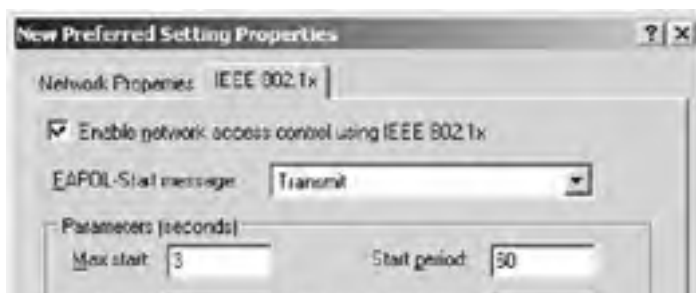 New Preferred Setting Properties
Network Properties IEEE 802.1x
Enable network access control using IEEE 802.1x
EAPOL-Start message: Transmit
Parameters (seconds)
Max start: 3 Start period: 60